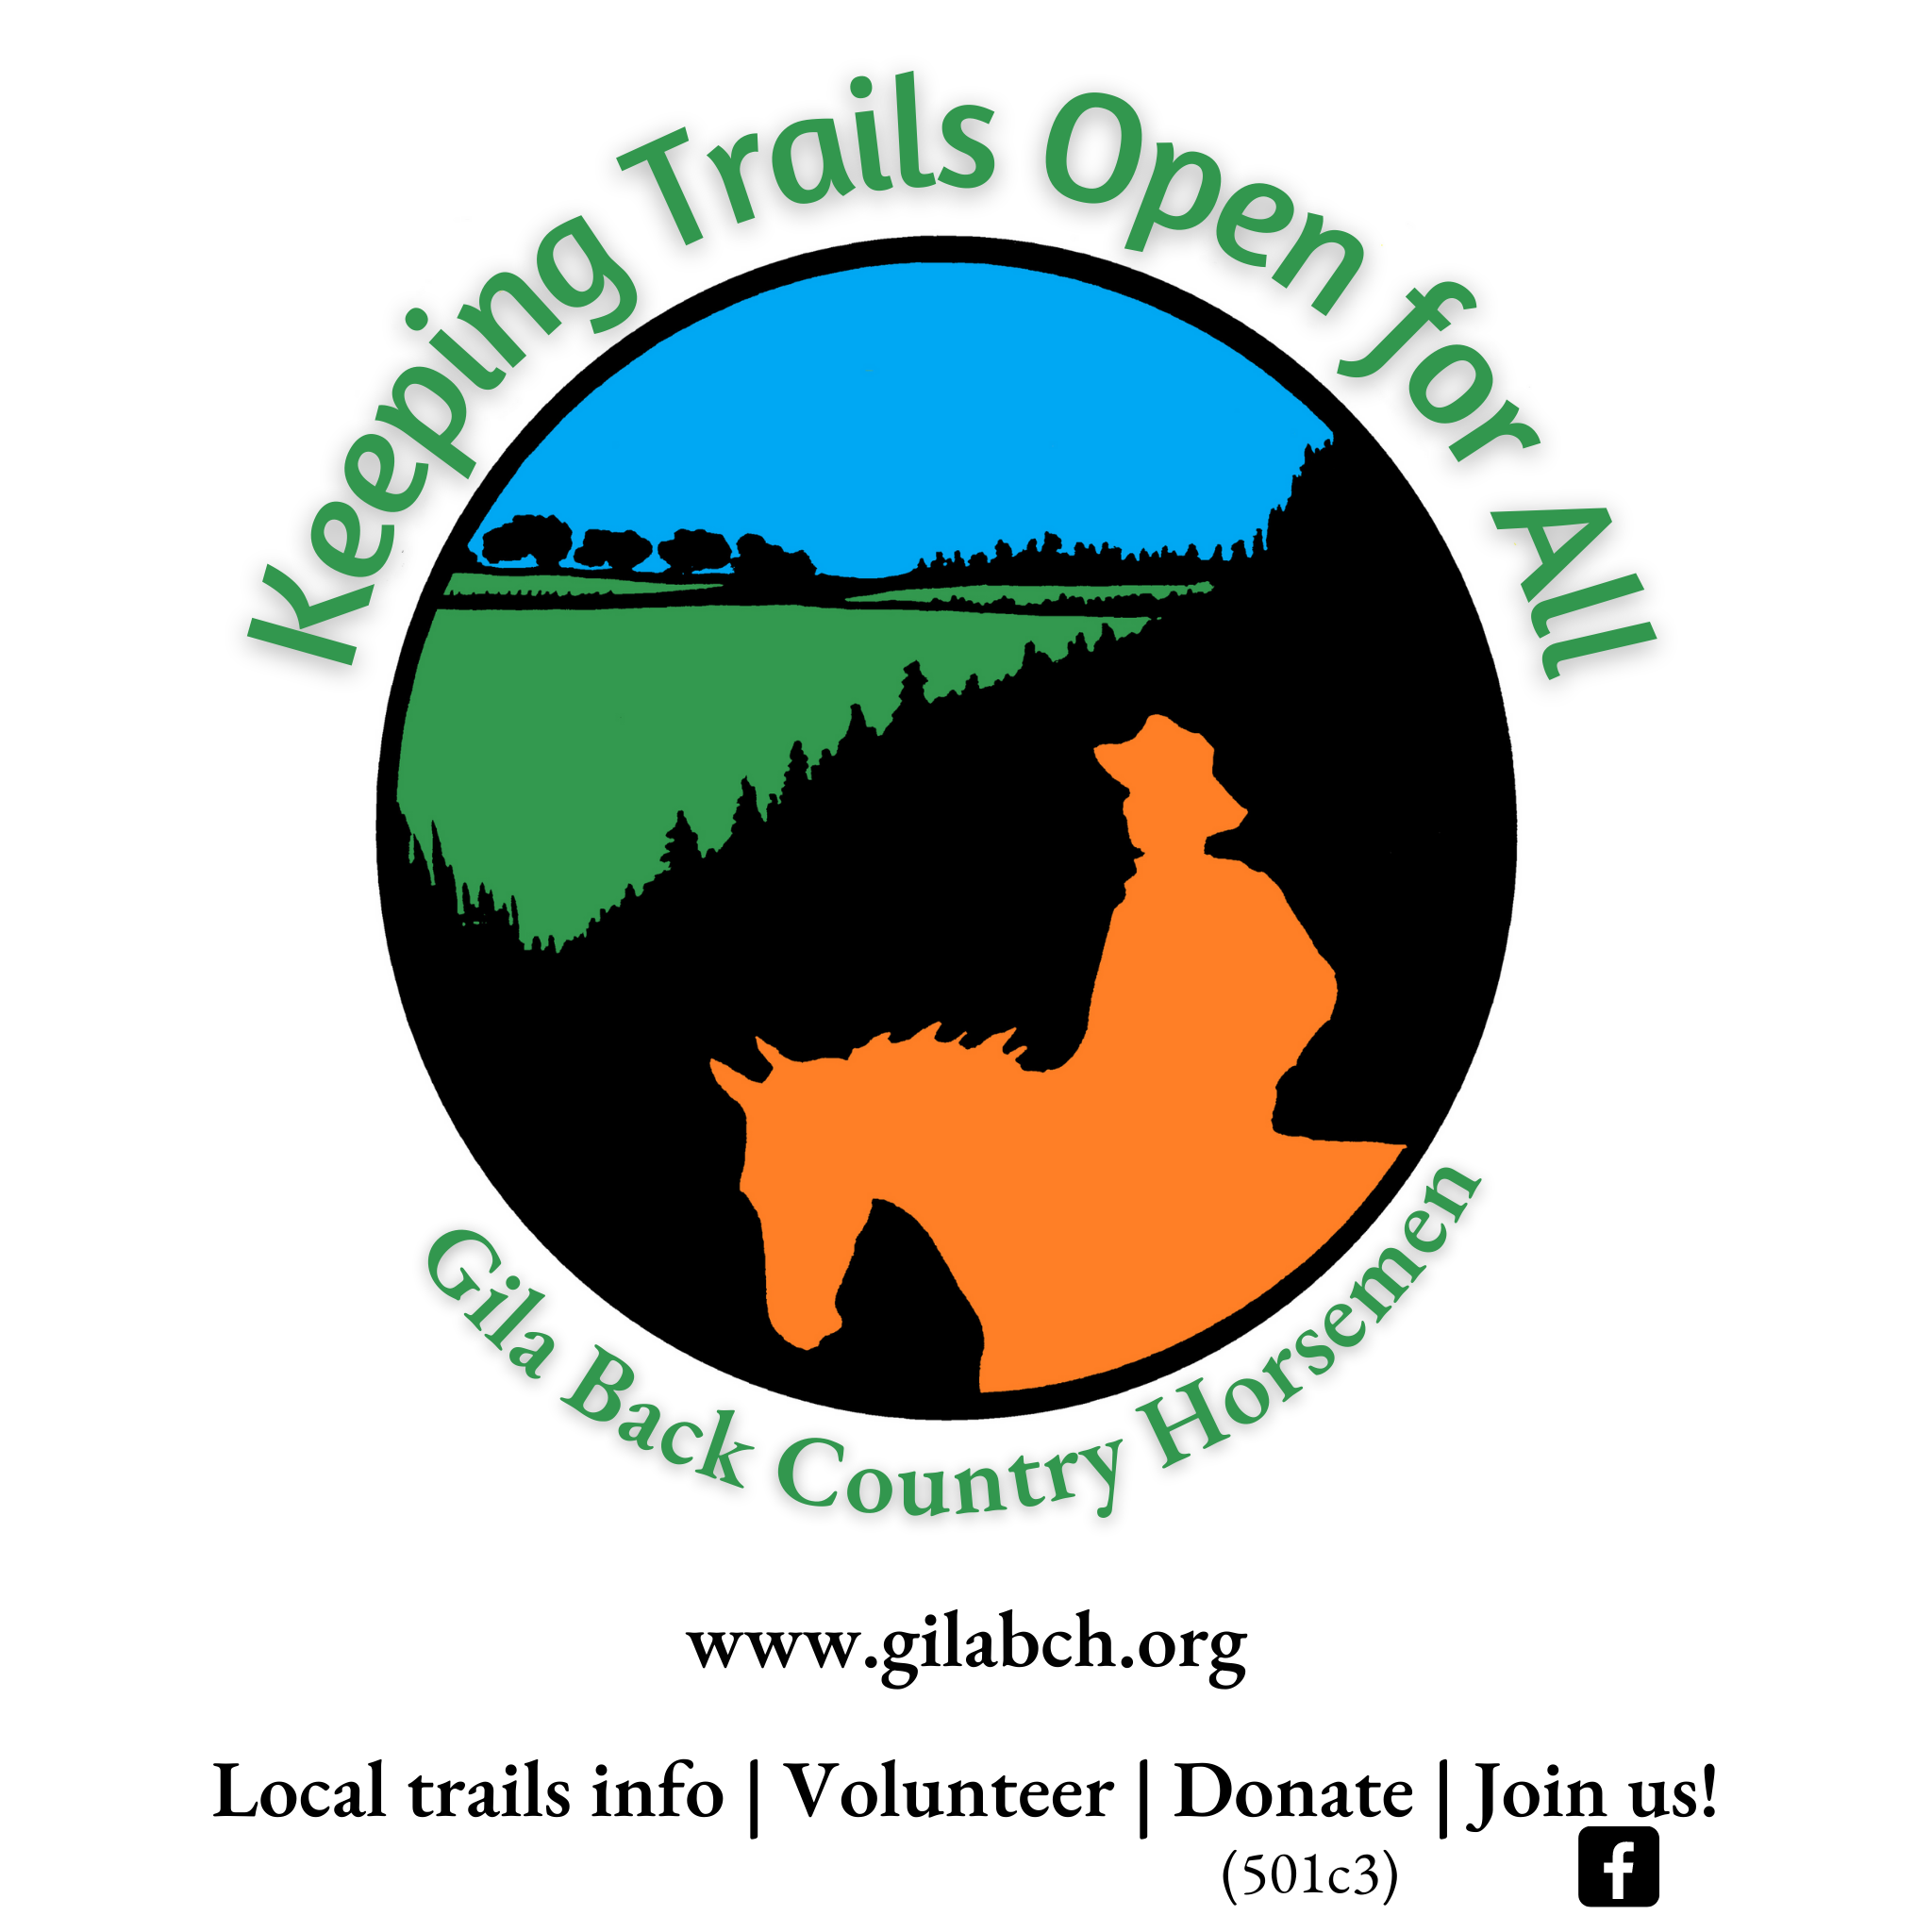 Keeping Trails Open for All
Gila Back Country Horsemen
www.gilabch.org
Local trails info | Volunteer | Donate | Join us!
(501c3)
f